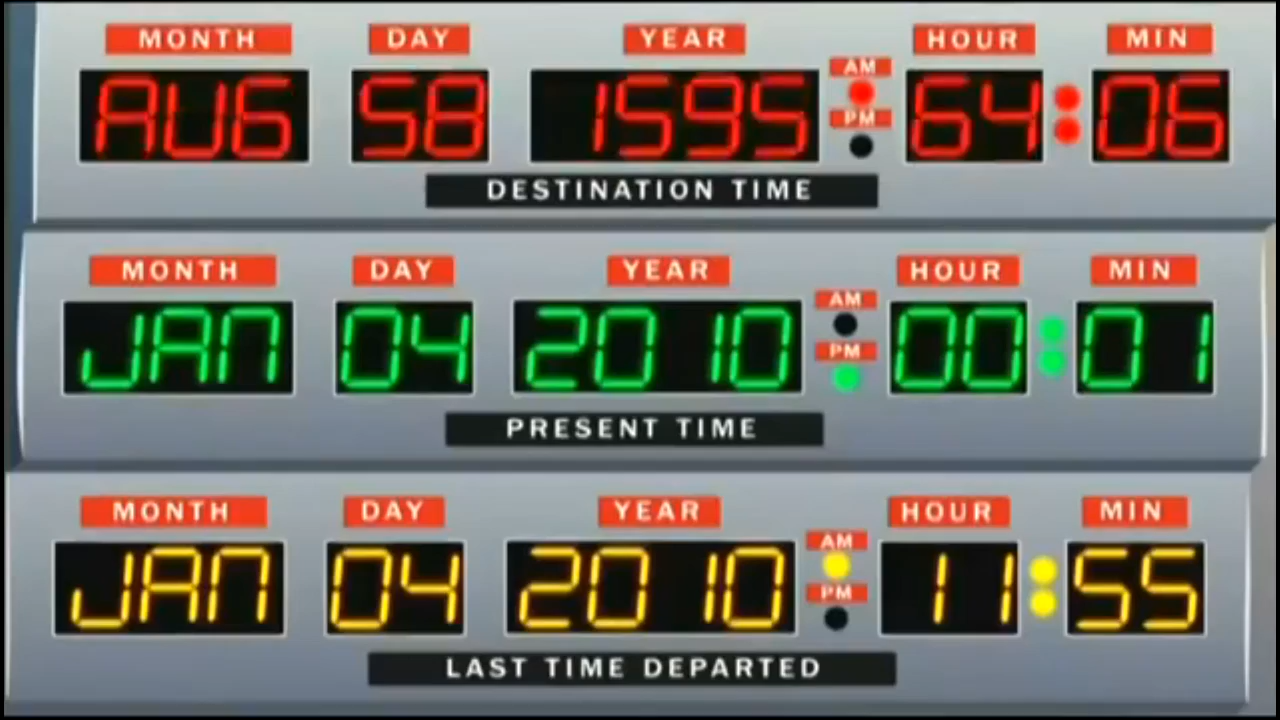 MONTH DAY YEAR AM PM HOUR MIN
AUG 58 1595 64:06
DESTINATION TIME
MONTH DAY YEAR AM PM HOUR MIN
JAN 04 2010 00:01
PRESENT TIME
MONTH DAY YEAR AM PM HOUR MIN
JAN 04 2010 11:55
LAST TIME DEPARTED